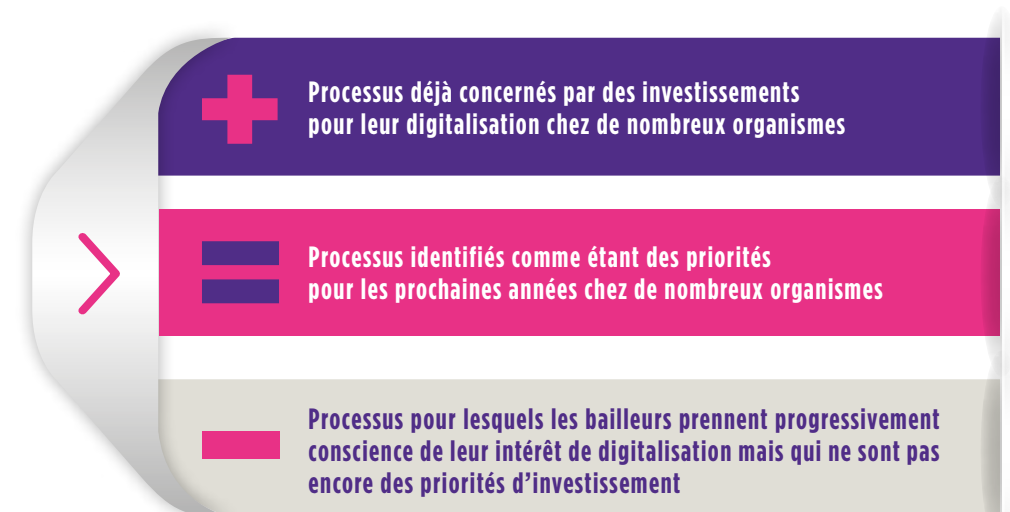 Processus déjà concernés par des investissements
pour leur digitalisation chez de nombreux organismes
Processus identifiés comme étant des priorités
pour les prochaines années chez de nombreux organismes
Processus pour lesquels les bailleurs prennent progressivement
conscience de leur intérêt de digitalisation mais qui ne sont pas
encore des priorités d’investissement